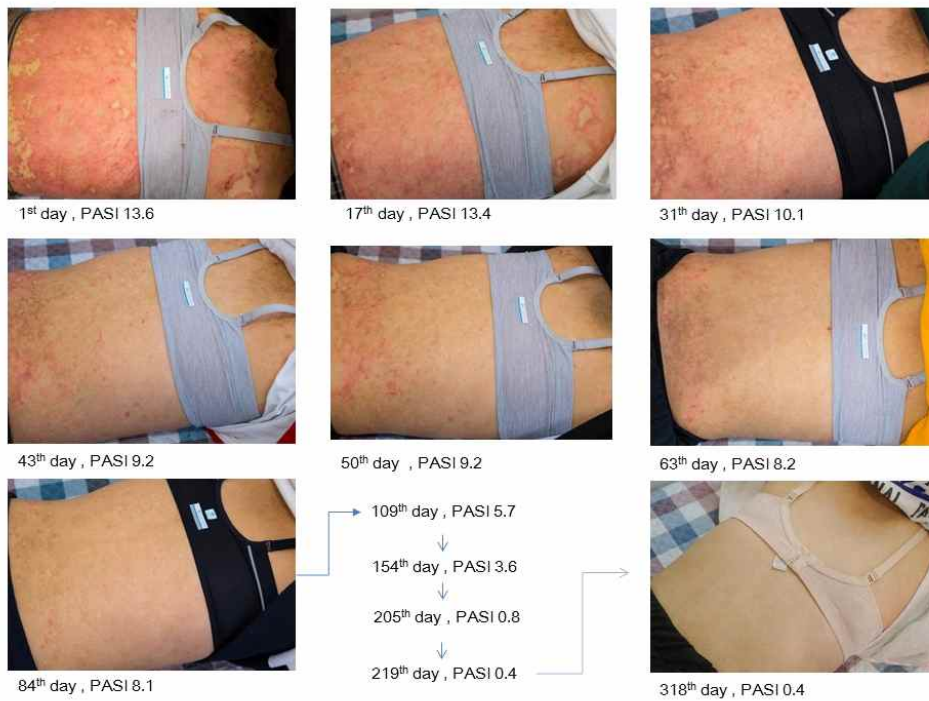 1st day , PASI 13.6
17th day , PASI 13.4
31th day , PASI 10.1
43th day , PASI 9.2
50th day , PASI 9.2
63th day , PASI 8.2
84th day , PASI 8.1
109th day , PASI 5.7
154th day , PASI 3.6
205th day , PASI 0.8
219th day , PASI 0.4
318th day , PASI 0.4